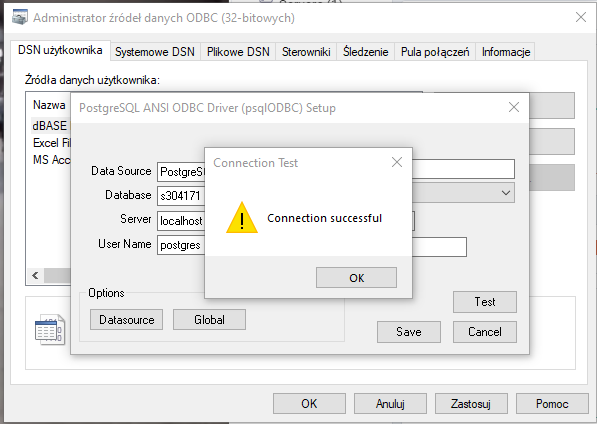 Administrator źródeł danych ODBC (32-bitowych)
DSN użytkownika
Systemowe DSN
Plikowe DSN
Sterowniki
Śledzenie
Pula połączeń
Informacje
Źródła danych użytkownika:
Nazwa
dBASE
Excel Fil
MS Acc
PostgreSQL ANSI ODBC Driver (psqlODBC) Setup
Data Source
Database
s304171
Server
localhost
User Name
postgres
Connection Test
Connection successful
OK
Options
Datasource
Global
Test
Save
Cancel
OK
Anuluj
Zastosuj
Pomoc